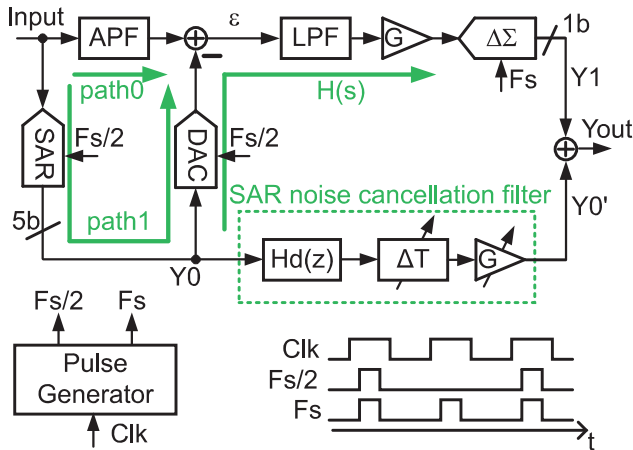 Input
APF
ε
LPF
G
ΔΣ
1b
path0
H(s)
Fs
Y1
SAR
Fs/2
DAC
Fs/2
Yout
path1
SAR noise cancellation filter
Y0'
5b
Y0
Hd(z)
ΔT
G
Fs/2
Fs
Pulse
Generator
Clk
Clk
Fs/2
Fs
t